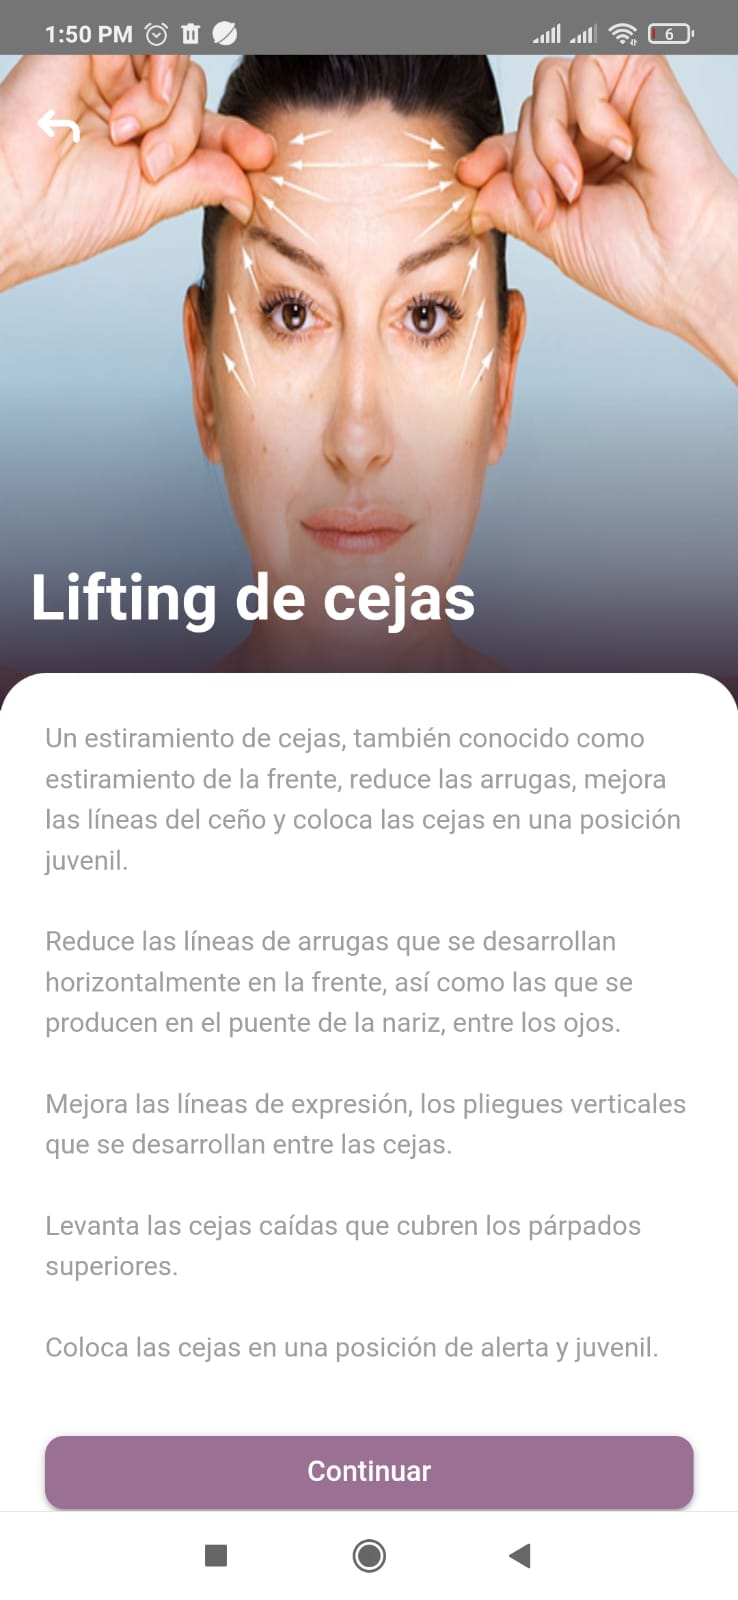 1:50 PM
6
Lifting de cejas
Un estiramiento de cejas, también conocido como
estiramiento de la frente, reduce las arrugas, mejora
las líneas del ceño y coloca las cejas en una posición
juvenil.
Reduce las líneas de arrugas que se desarrollan
horizontalmente en la frente, así como las que se
producen en el puente de la nariz, entre los ojos.
Mejora las líneas de expresión, los pliegues verticales
que se desarrollan entre las cejas.
Levanta las cejas caídas que cubren los párpados
superiores.
Coloca las cejas en una posición de alerta y juvenil.
Continuar